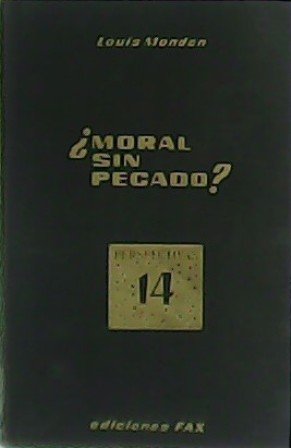 Louis Monden
¿MORAL
SIN
PECADO?
PERSPECTIVAS
14
ediciones FAX